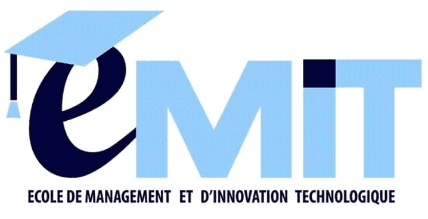 eMiT
ECOLE DE MANAGEMENT ET D'INNOVATION TECHNOLOGIQUE